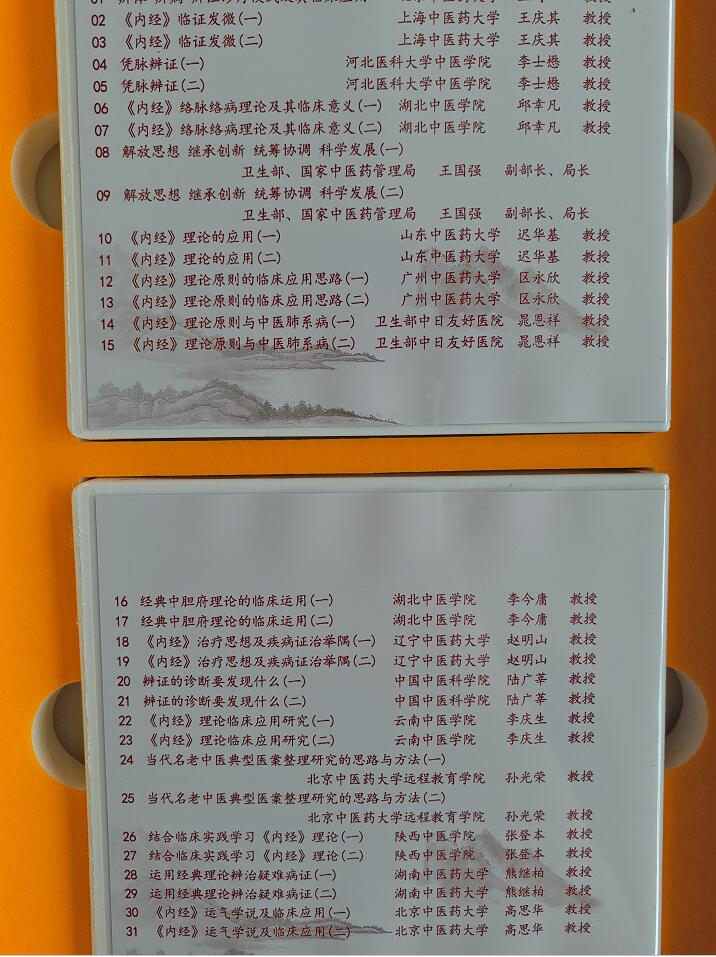 02 《内经》临证发微(一) 上海中医药大学 王庆其 教授
03 《内经》临证发微(二) 上海中医药大学 王庆其 教授
04 凭脉辨证(一) 河北医科大学中医学院 李士懋 教授
05 凭脉辨证(二) 河北医科大学中医学院 李士懋 教授
06 《内经》络脉络病理论及其临床意义(一) 湖北中医学院 邱幸凡 教授
07 《内经》络脉络病理论及其临床意义(二) 湖北中医学院 邱幸凡 教授
08 解放思想 继承创新 统筹协调 科学发展(一)
卫生部、国家中医药管理局 王国强 副部长、局长
09 解放思想 继承创新 统筹协调 科学发展(二)
卫生部、国家中医药管理局 王国强 副部长、局长
10 《内经》理论的应用(一) 山东中医药大学 迟华基 教授
11 《内经》理论的应用(二) 山东中医药大学 迟华基 教授
12 《内经》理论原则的临床应用思路(一) 广州中医药大学 区永欣 教授
13 《内经》理论原则的临床应用思路(二) 广州中医药大学 区永欣 教授
14 《内经》理论原则与中医肺系病(一) 卫生部中日友好医院 晁恩祥 教授
15 《内经》理论原则与中医肺系病(二) 卫生部中日友好医院 晁恩祥 教授
16 经典中胆府理论的临床运用(一) 湖北中医学院 李今庸 教授
17 经典中胆府理论的临床运用(二) 湖北中医学院 李今庸 教授
18 《内经》治疗思想及疾病证治举隅(一) 辽宁中医药大学 赵明山 教授
19 《内经》治疗思想及疾病证治举隅(二) 辽宁中医药大学 赵明山 教授
20 辨证的诊断要发现什么(一) 中国中医科学院 陆广莘 教授
21 辨证的诊断要发现什么(二) 中国中医科学院 陆广莘 教授
22 《内经》理论临床应用研究(一) 云南中医学院 李庆生 教授
23 《内经》理论临床应用研究(二) 云南中医学院 李庆生 教授
24 当代名老中医典型医案整理研究的思路与方法(一)
北京中医药大学远程教育学院 孙光荣 教授
25 当代名老中医典型医案整理研究的思路与方法(二)
北京中医药大学远程教育学院 孙光荣 教授
26 结合临床实践学习《内经》理论(一) 陕西中医学院 张登本 教授
27 结合临床实践学习《内经》理论(二) 陕西中医学院 张登本 教授
28 运用经典理论辨治疑难病证(一) 湖南中医药大学 熊继柏 教授
29 运用经典理论辨治疑难病证(二) 湖南中医药大学 熊继柏 教授
30 《内经》运气学说及临床应用(一) 北京中医药大学 高思华 教授
31 《内经》运气学说及临床应用(二) 北京中医药大学 高思华 教授